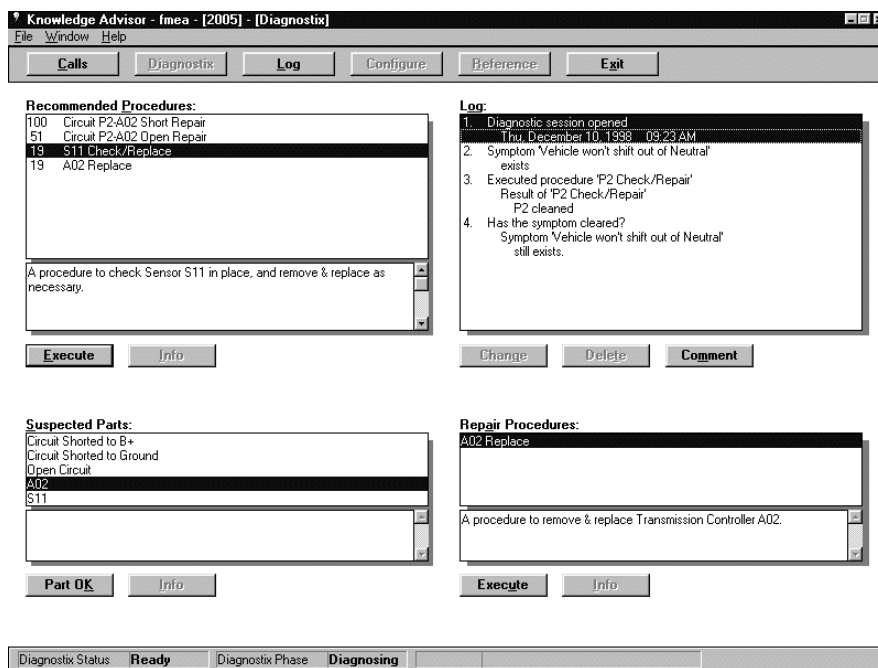 Knowledge Advisor - fmea - [2005] - [Diagnostix]
File Window Help
Calls Diagnostix Log Configure Reference Exit
Recommended Procedures:
100 Circuit P2-A02 Short Repair
51 Circuit P2-A02 Open Repair
19 S11 Check/Replace
19 A02 Replace
A procedure to check Sensor S11 in place, and remove & replace as
necessary.
Execute Info
Log:
1. Diagnostic session opened
Thu, December 10, 1998 09:23 AM
2. Symptom 'Vehicle won't shift out of Neutral'
exists
3. Executed procedure 'P2 Check/Repair'
Result of 'P2 Check/Repair'
P2 cleaned
4. Has the symptom cleared?
Symptom 'Vehicle won't shift out of Neutral'
still exists.
Change Delete Comment
Suspected Parts:
Circuit Shorted to B+
Circuit Shorted to Ground
Open Circuit
A02
S11
Part OK Info
Repair Procedures:
A02 Replace
A procedure to remove & replace Transmission Controller A02.
Execute Info
Diagnostix Status Ready Diagnostix Phase Diagnosing